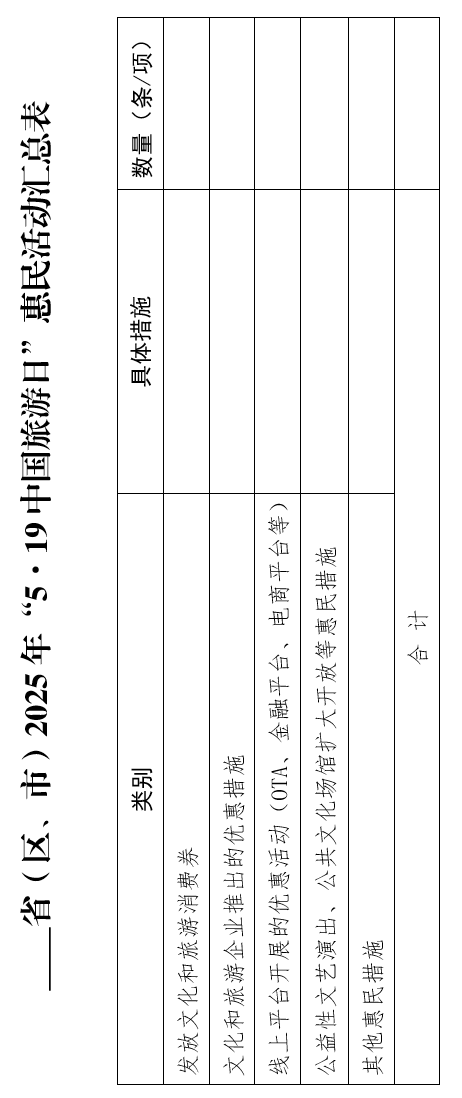 ___省（区、市）2025年“5·19中国旅游日”惠民活动汇总表
类别 具体措施 数量（条/项）
发放文化和旅游消费券
文化和旅游企业推出的优惠措施
线上平台开展的优惠活动（OTA、金融平台、电商平台等）
公益性文艺演出、公共文化场馆扩大开放等惠民措施
其他惠民措施
合 计